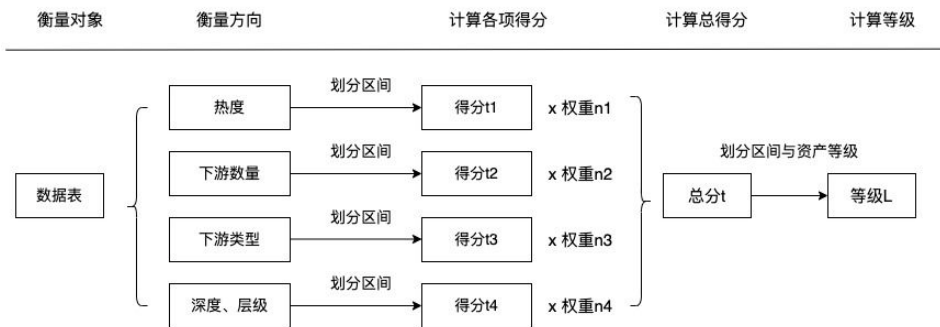 衡量对象 衡量方向 计算各项得分 计算总得分 计算等级
热度 划分区间 得分t1 x 权重n1
下游数量 划分区间 得分t2 x 权重n2
划分区间与资产等级
数据表 总分t 等级L
下游类型 划分区间 得分t3 x 权重n3
深度、层级 划分区间 得分t4 x 权重n4